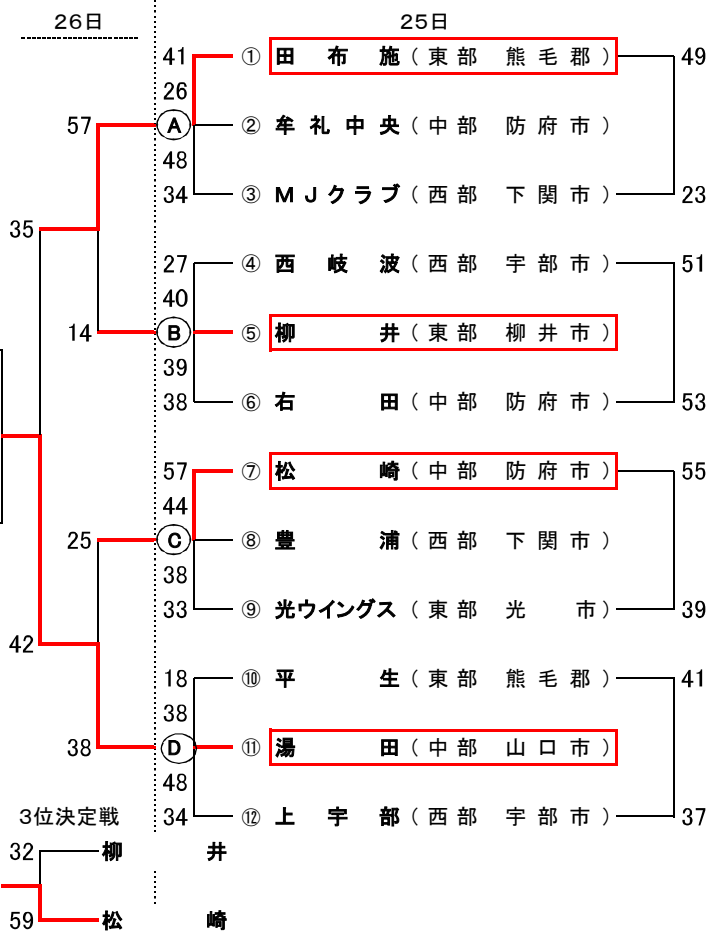 26日 25日
41 ① 田布施(東部 熊毛郡) 49
26
57 A ② 牟礼中央(中部 防府市)
48
34 ③ MJクラブ(西部 下関市) 23
35
27 ④ 西岐波(西部 宇部市) 51
40
14 B ⑤ 柳井(東部 柳井市)
39
38 ⑥ 右田(中部 防府市) 53
57 ⑦ 松崎(中部 防府市) 55
44
25 C ⑧ 豊浦(西部 下関市)
38
33 ⑨ 光ウイングス(東部 光市) 39
42
18 ⑩ 平生(東部 熊毛郡) 41
38
38 D ⑪ 湯田(中部 山口市)
48
3位決定戦 34 ⑫ 上宇部(西部 宇部市) 37
32 柳井
59 松崎